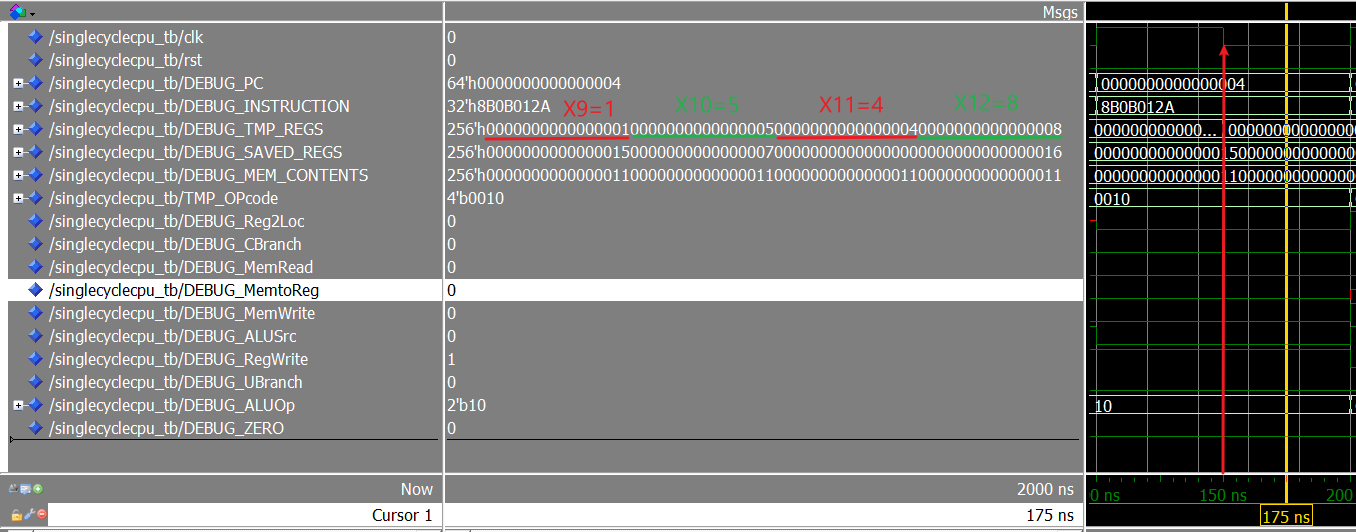 Msgs
/singlecyclecpu_tb/clk 0
/singlecyclecpu_tb/rst 0
/singlecyclecpu_tb/DEBUG_PC 64'h0000000000000004 0000000000000004
/singlecyclecpu_tb/DEBUG_INSTRUCTION 32'h8B0B012A X9=1 X10=5 X11=4 X12=8 8B0B012A
/singlecyclecpu_tb/DEBUG_TMP_REGS 256'h0000000000000001000000000000000500000000000000040000000000000008 0000000000000... 000000000000
/singlecyclecpu_tb/DEBUG_SAVED_REGS 256'h0000000000000015000000000000000700000000000000000000000000000016 00000000000000150000000000
/singlecyclecpu_tb/DEBUG_MEM_CONTENTS 256'h0000000000000011000000000000001100000000000000110000000000000011 00000000000000110000000000
/singlecyclecpu_tb/TMP_OPcode 4'b0010 0010
/singlecyclecpu_tb/DEBUG_Reg2Loc 0
/singlecyclecpu_tb/DEBUG_CBranch 0
/singlecyclecpu_tb/DEBUG_MemRead 0
/singlecyclecpu_tb/DEBUG_MemtoReg 0
/singlecyclecpu_tb/DEBUG_MemWrite 0
/singlecyclecpu_tb/DEBUG_ALUSrc 0
/singlecyclecpu_tb/DEBUG_RegWrite 1
/singlecyclecpu_tb/DEBUG_UBranch 0
/singlecyclecpu_tb/DEBUG_ALUOp 2'b10 10
/singlecyclecpu_tb/DEBUG_ZERO 0
Now 2000 ns 0 ns 150 ns 200
Cursor 1 175 ns 175 ns